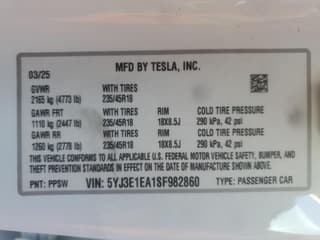 MFD BY TESLA, INC.
03/25
GVWR WITH TIRES
2165 kg (4773 lb) 235/45R18
GAWR FRT WITH TIRES RIM COLD TIRE PRESSURE
1110 kg (2447 lb) 235/45R18 18X8.5J 290 kPa, 42 psi
GAWR RR WITH TIRES RIM COLD TIRE PRESSURE
1260 kg (2778 lb) 235/45R18 18X8.5J 290 kPa, 42 psi
THIS VEHICLE CONFORMS TO ALL APPLICABLE U.S. FEDERAL MOTOR VEHICLE SAFETY, BUMPER, AND
THEFT PREVENTION STANDARDS IN EFFECT ON THE DATE OF MANUFACTURE SHOWN ABOVE.
PNT: PPSW VIN: 5YJ3E1EA1SF982860 TYPE: PASSENGER CAR